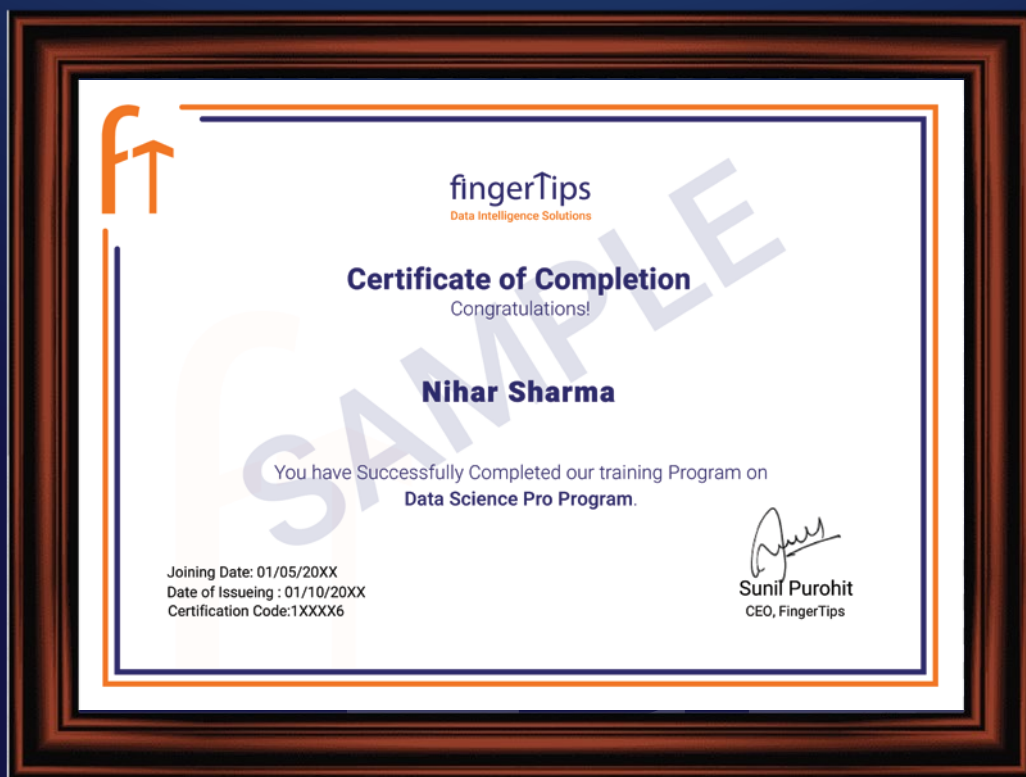 fT
fingerTips
Data Intelligence Solutions
Certificate of Completion
Congratulations!
SAMPLE
Nihar Sharma
You have Successfully Completed our training Program on
Data Science Pro Program.
Joining Date: 01/05/20XX
Date of Issueing : 01/10/20XX
Certification Code:1XXXX6
Sunil Purohit
CEO, FingerTips